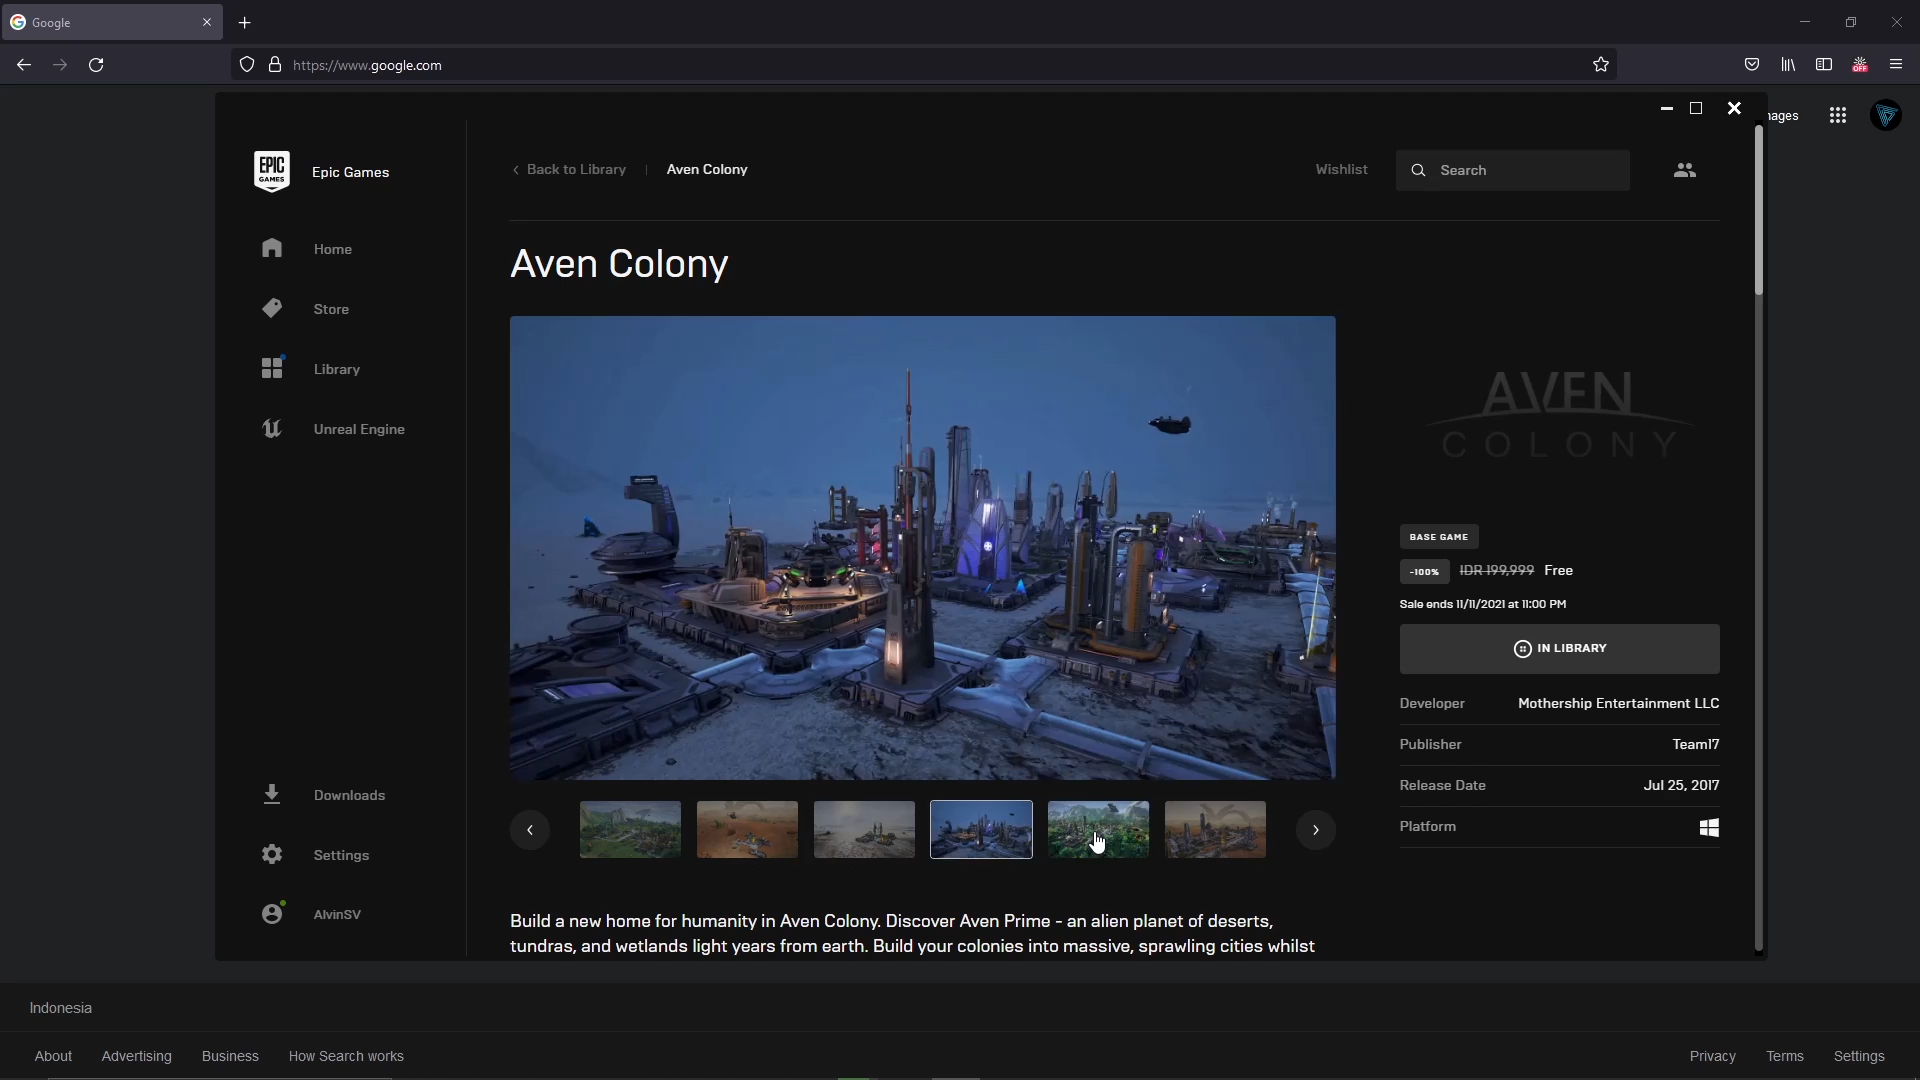 Google
https://www.google.com
OFF
mages
EPIC GAMES
Epic Games
Back to Library
Aven Colony
Wishlist
Search
Home
Store
Library
Unreal Engine
Downloads
Settings
AlvinSV
Aven Colony
AVEN
COLONY
BASE GAME
-100% IDR 199,999 Free
Sale ends 11/11/2021 at 11:00 PM
IN LIBRARY
Developer Mothership Entertainment LLC
Publisher Team17
Release Date Jul 25, 2017
Platform
Build a new home for humanity in Aven Colony. Discover Aven Prime - an alien planet of deserts,
tundras, and wetlands light years from earth. Build your colonies into massive, sprawling cities whilst
Indonesia
About Advertising Business How Search works
Privacy Terms Settings